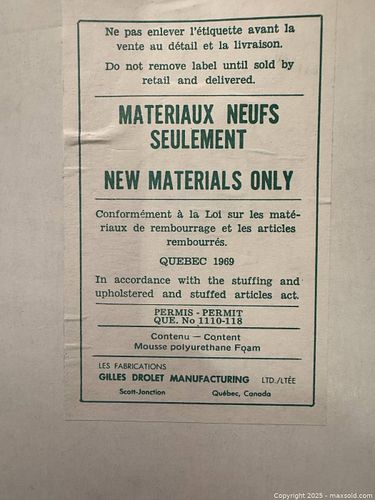 Ne pas enlever l'étiquette avant la
vente au détail et la livraison.
Do not remove label until sold by
retail and delivered.
MATERIAUX NEUFS
SEULEMENT
NEW MATERIALS ONLY
Conformément à la Loi sur les maté-
riaux de rembourrage et les articles
rembourrés.
QUEBEC 1969
In accordance with the stuffing and
upholstered and stuffed articles act.
PERMIS - PERMIT
QUE. No 1110-118
Contenu — Content
Mousse polyurethane Foam
LES FABRICATIONS
GILLES DROLET MANUFACTURING LTD./LTÉE
Scott-Jonction Québec, Canada
Copyright 2025 - maxsold.com